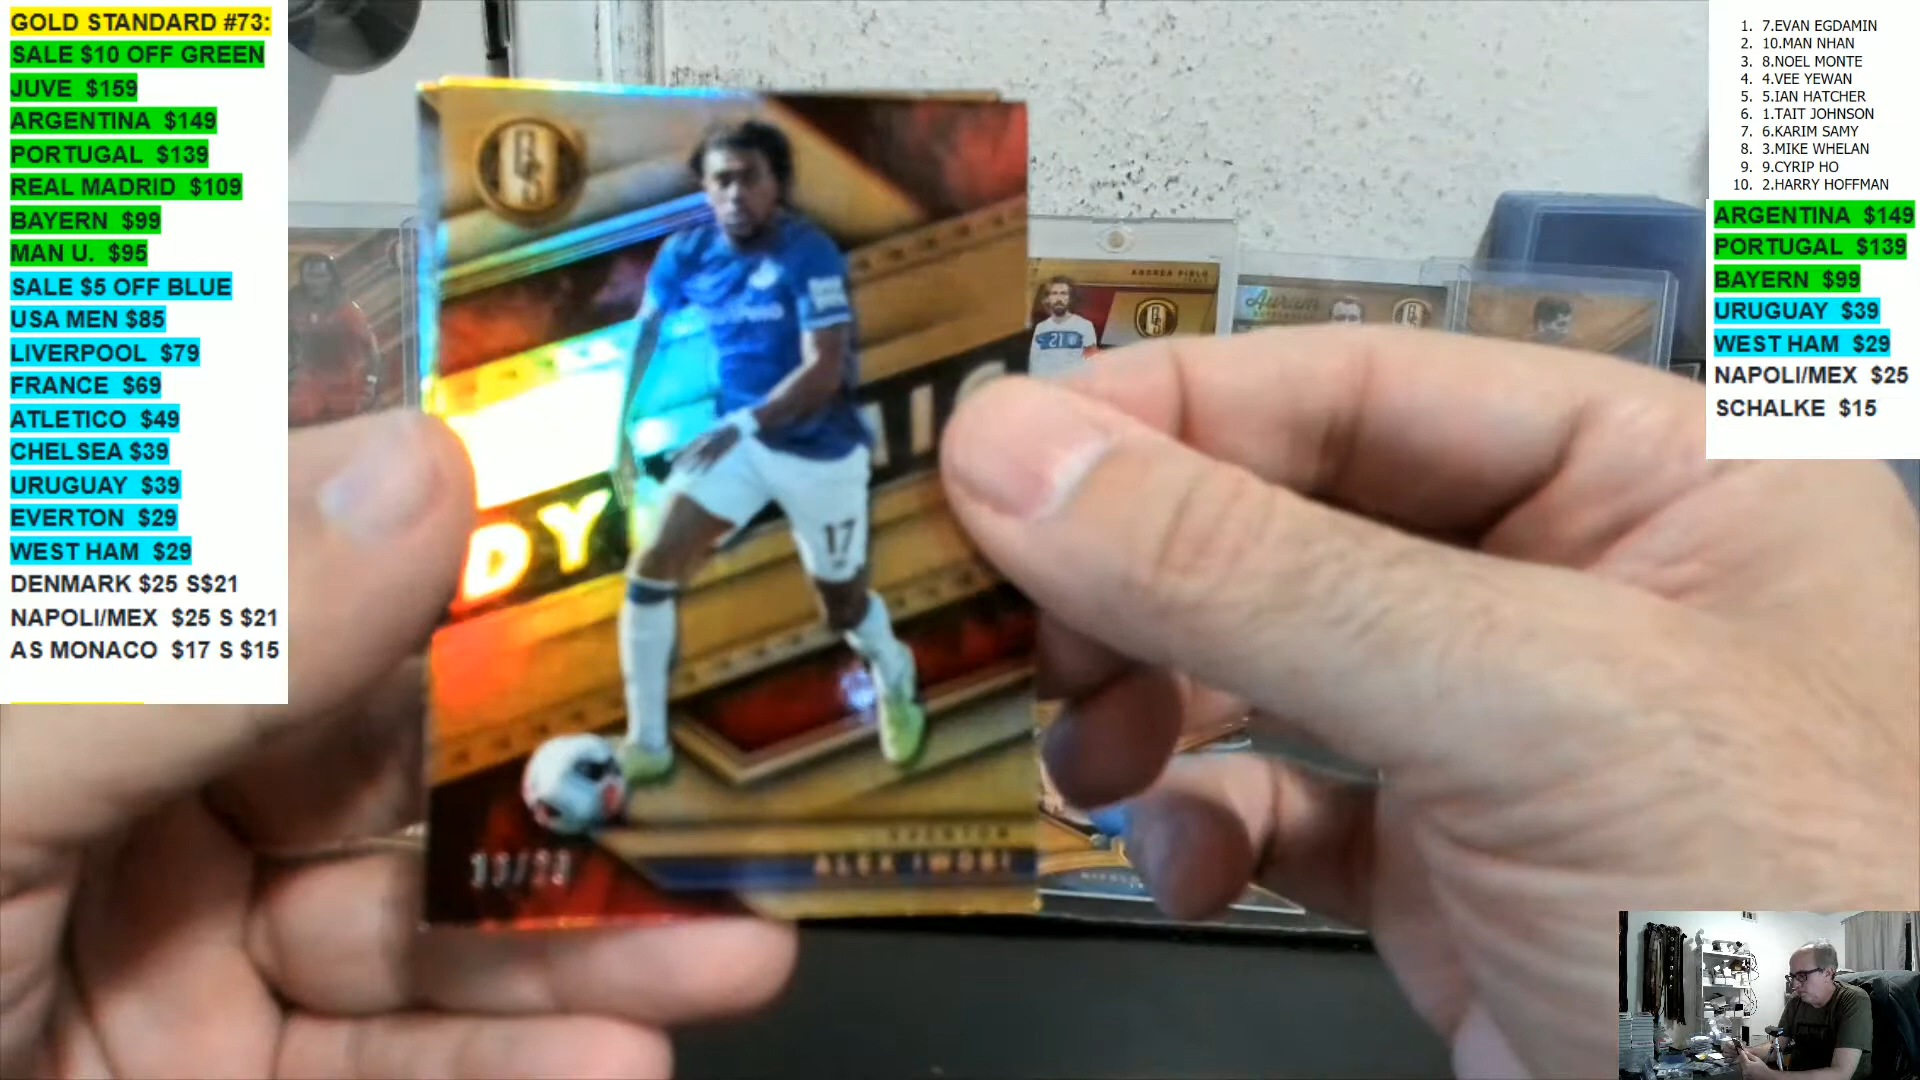 GOLD STANDARD #73:
SALE $10 OFF GREEN
JUVE $159
ARGENTINA $149
PORTUGAL $139
REAL MADRID $109
BAYERN $99
MAN U. $95
SALE $5 OFF BLUE
USA MEN $85
LIVERPOOL $79
FRANCE $69
ATLETICO $49
CHELSEA $39
URUGUAY $39
EVERTON $29
WEST HAM $29
DENMARK $25 S$21
NAPOLI/MEX $25 S $21
AS MONACO $17 S $15
1. 7.EVAN EGDAMIN
2. 10.MAN NHAN
3. 8.NOEL MONTE
4. 4.VEE YEWAN
5. 5.IAN HATCHER
6. 1.TAIT JOHNSON
7. 6.KARIM SAMY
8. 3.MIKE WHELAN
9. 9.CYRIP HO
10. 2.HARRY HOFFMAN
ARGENTINA $149
PORTUGAL $139
BAYERN $99
URUGUAY $39
WEST HAM $29
NAPOLI/MEX $25
SCHALKE $15
GS
DY
17
EVERTON
ALEX IWOBI
ANDREA PIRLO
21
Aurum